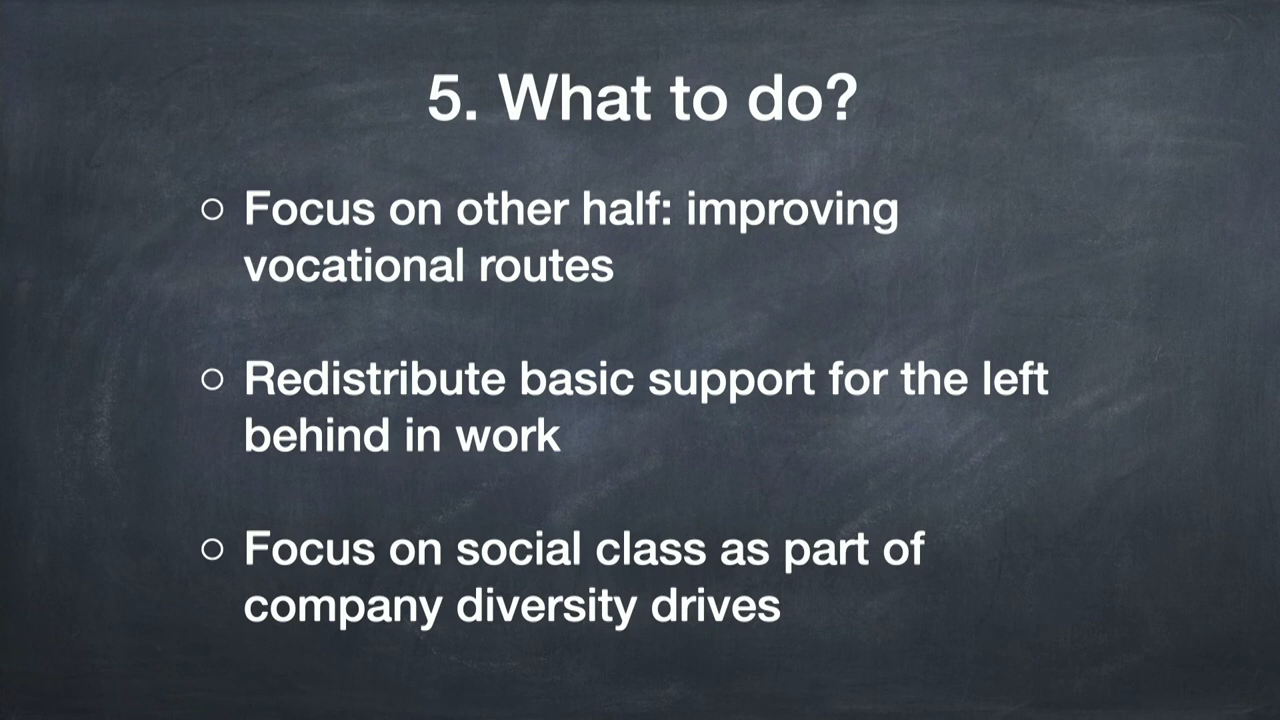 5. What to do?
Focus on other half: improving
vocational routes
Redistribute basic support for the left
behind in work
Focus on social class as part of
company diversity drives